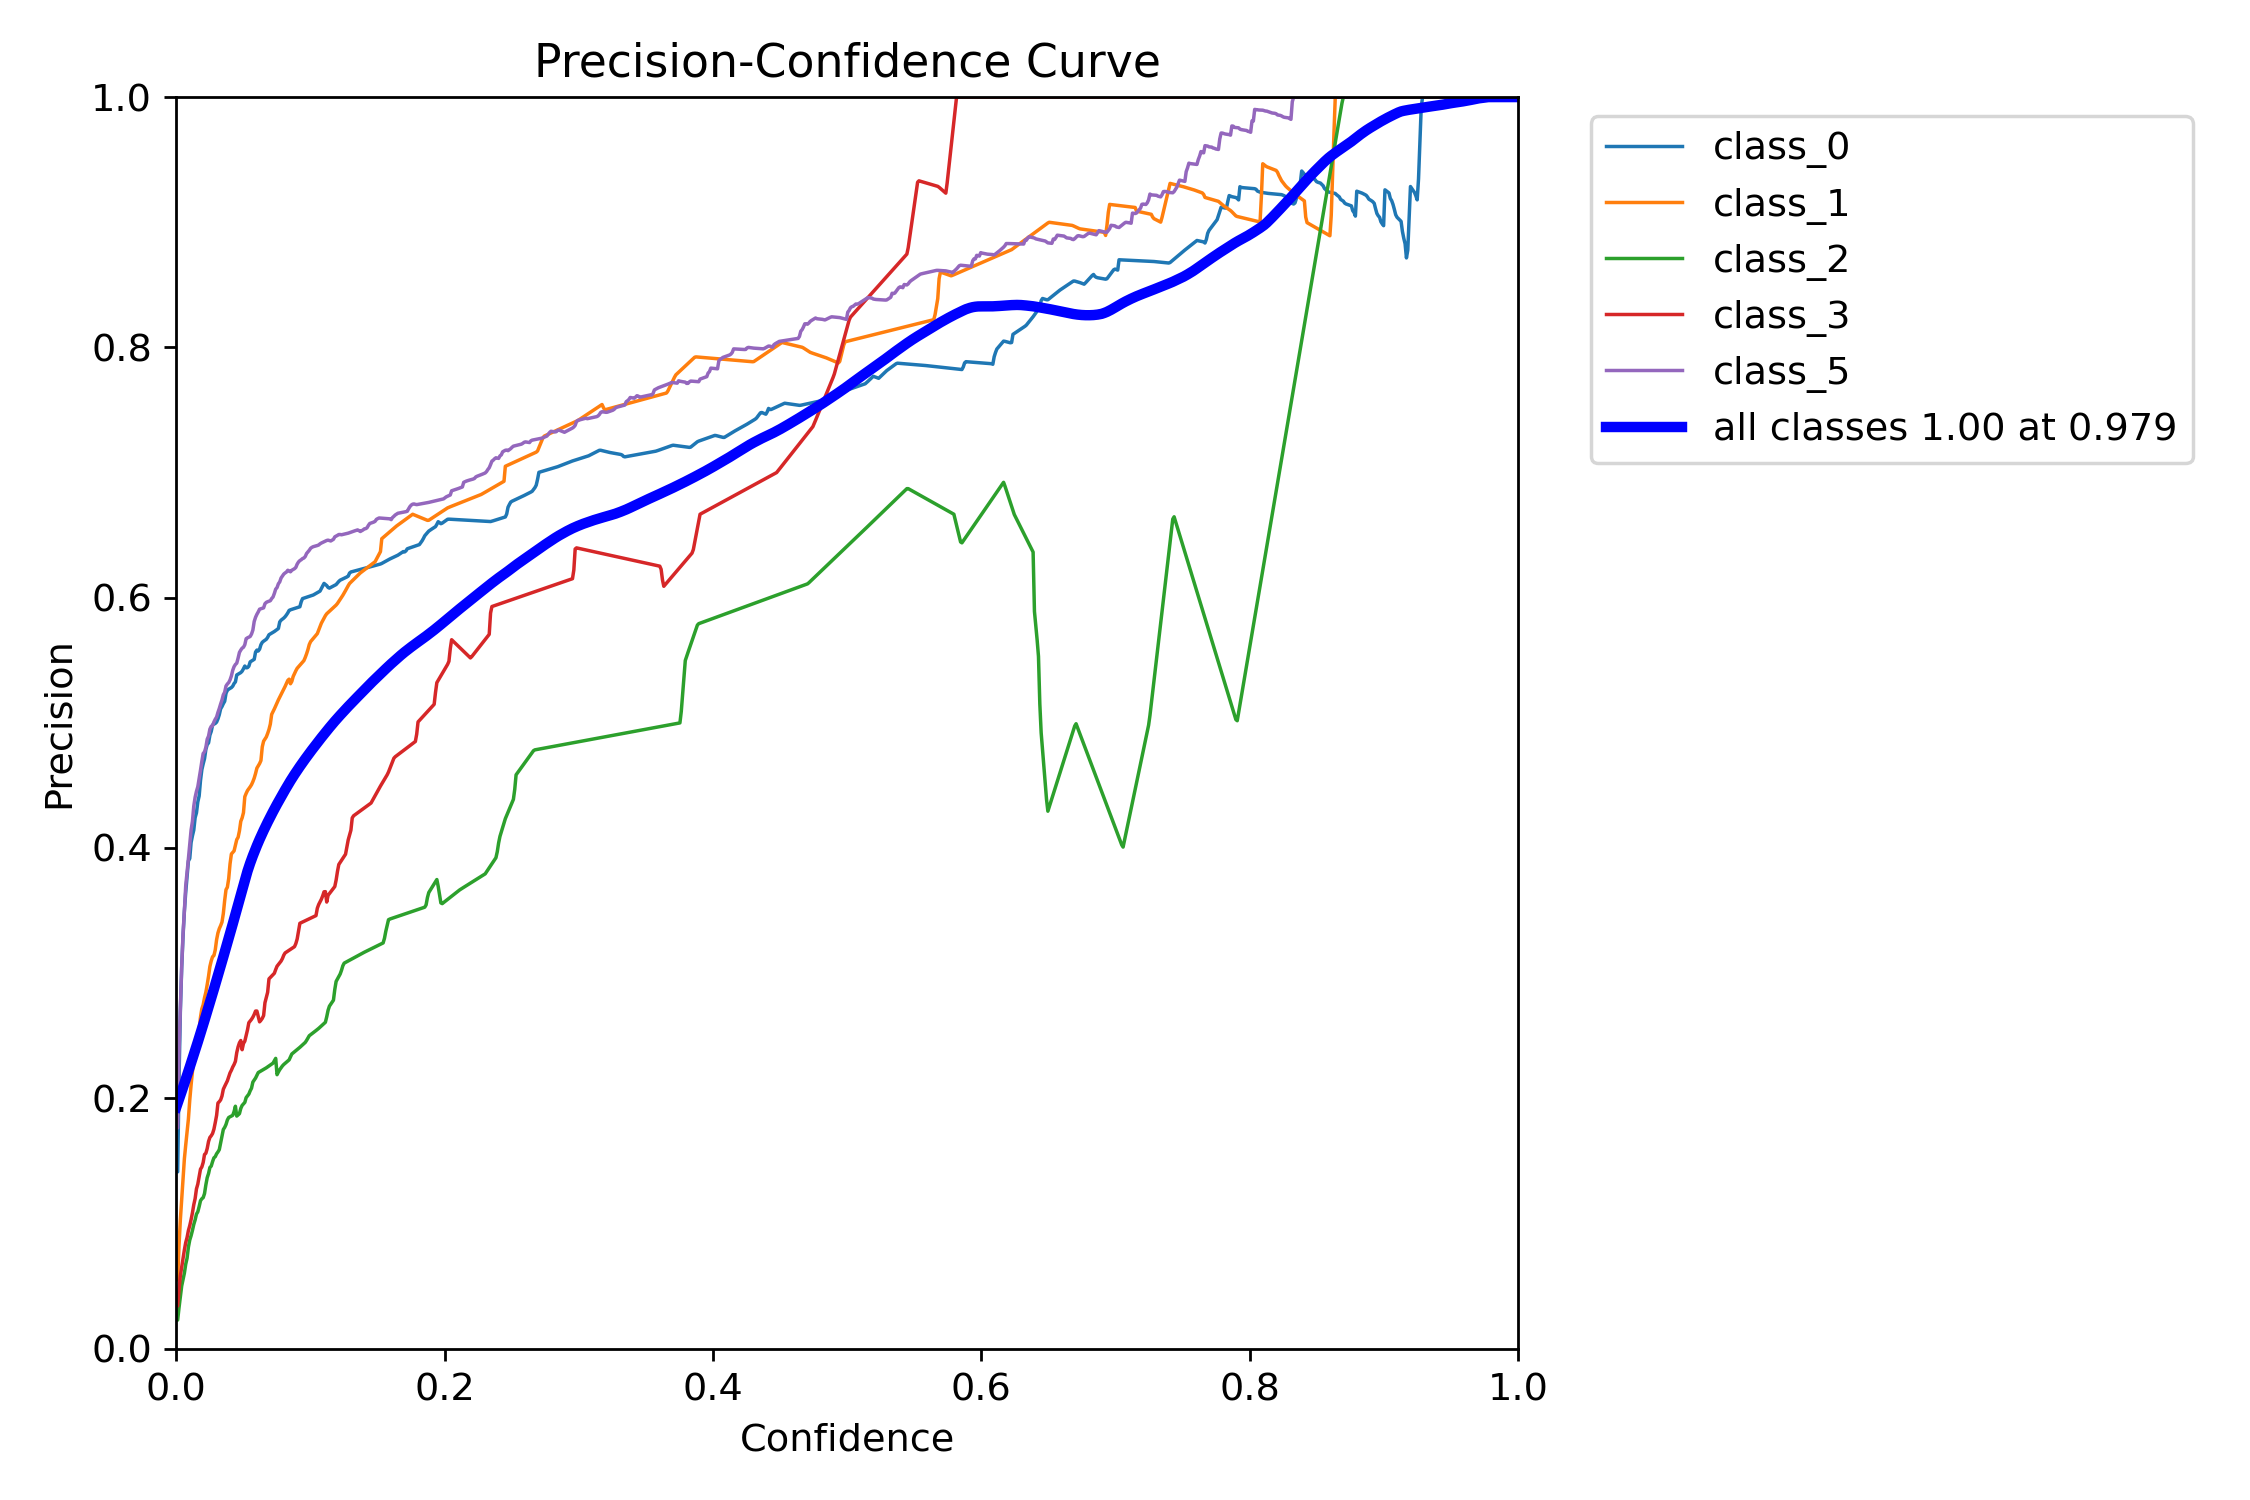 Precision-Confidence Curve
1.0
0.8
0.6
0.4
0.2
0.0
Precision
0.0 0.2 0.4 0.6 0.8 1.0
Confidence
class_0
class_1
class_2
class_3
class_5
all classes 1.00 at 0.979